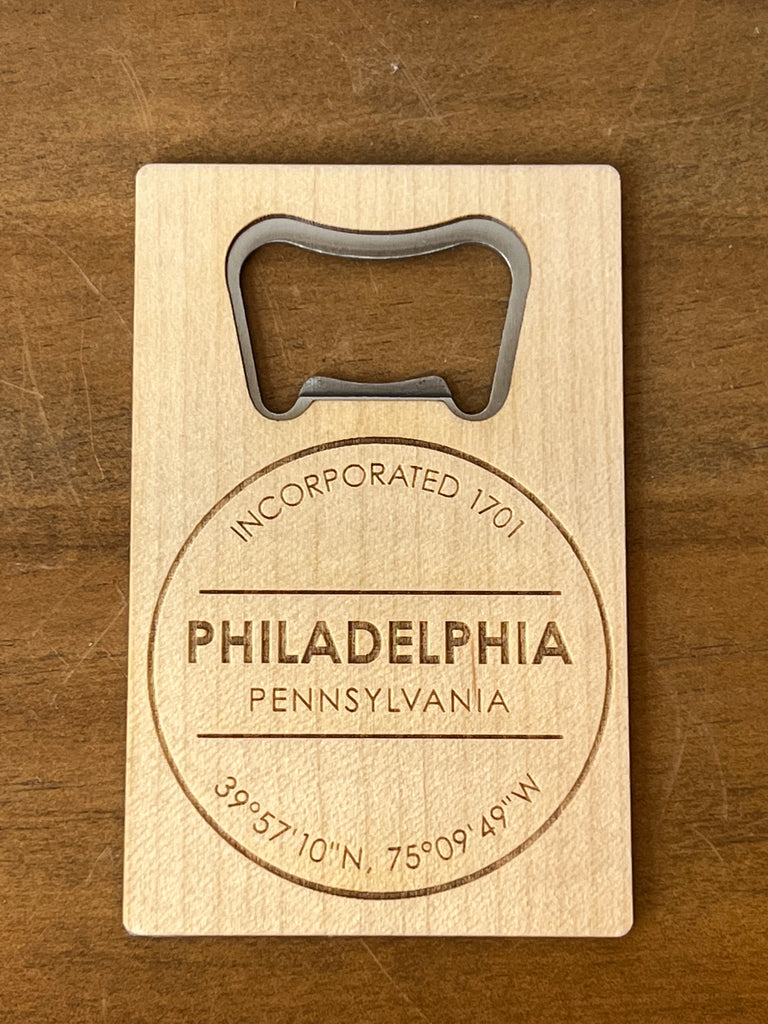 INCORPORATED 1701
PHILADELPHIA
PENNSYLVANIA
39°57'10"N, 75°09'49"W